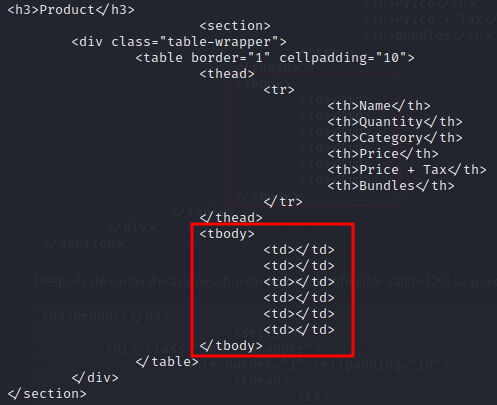 <h3>Product</h3>
<section>
<div class="table-wrapper">
<table border="1" cellpadding="10">
<thead>
<tr>
<th>Name</th>
<th>Quantity</th>
<th>Category</th>
<th>Price</th>
<th>Price + Tax</th>
<th>Bundles</th>
</tr>
</thead>
<tbody>
<td></td>
<td></td>
<td></td>
<td></td>
<td></td>
<td></td>
</tbody>
</table>
</div>
</section>